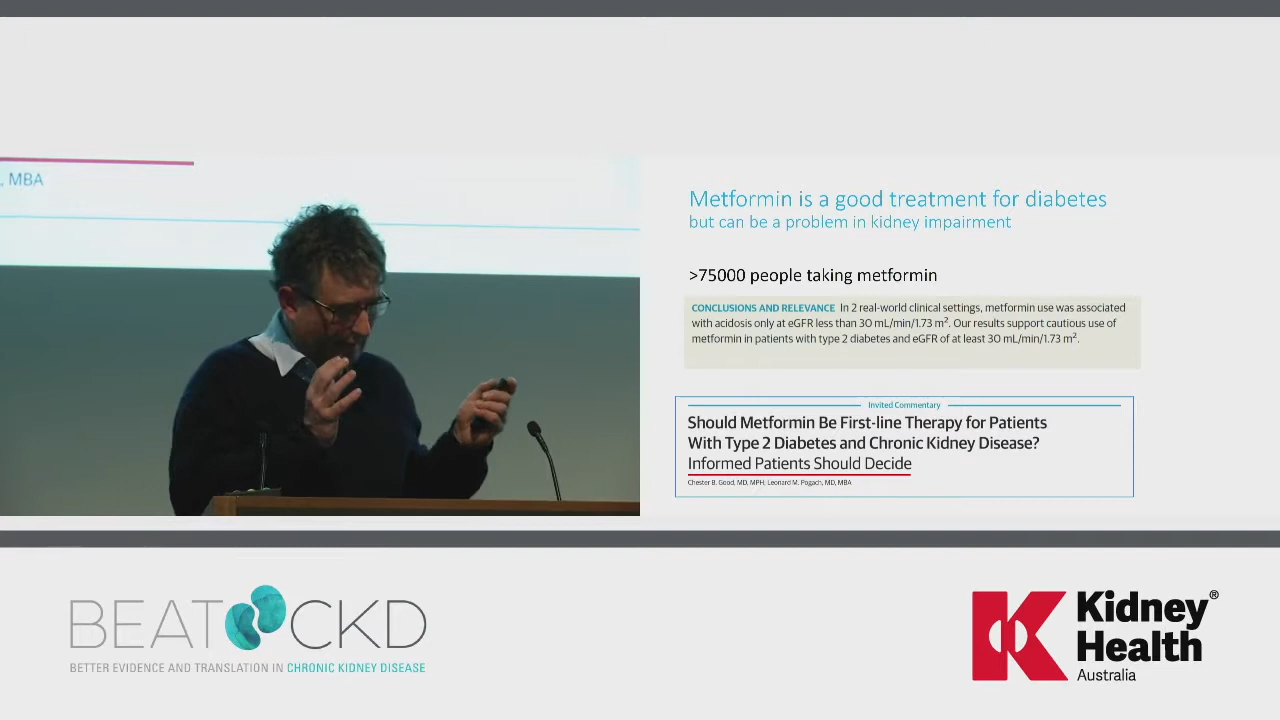 , MBA
Metformin is a good treatment for diabetes
but can be a problem in kidney impairment
>75000 people taking metformin
CONCLUSIONS AND RELEVANCE In 2 real-world clinical settings, metformin use was associated
with acidosis only at eGFR less than 30 mL/min/1.73 m². Our results support cautious use of
metformin in patients with type 2 diabetes and eGFR of at least 30 mL/min/1.73 m².
Invited Commentary
Should Metformin Be First-line Therapy for Patients
With Type 2 Diabetes and Chronic Kidney Disease?
Informed Patients Should Decide
Chester B. Good, MD, MPH; Leonard M. Pogach, MD, MBA
BEAT CKD
BETTER EVIDENCE AND TRANSLATION IN CHRONIC KIDNEY DISEASE
Kidney®
Health
Australia